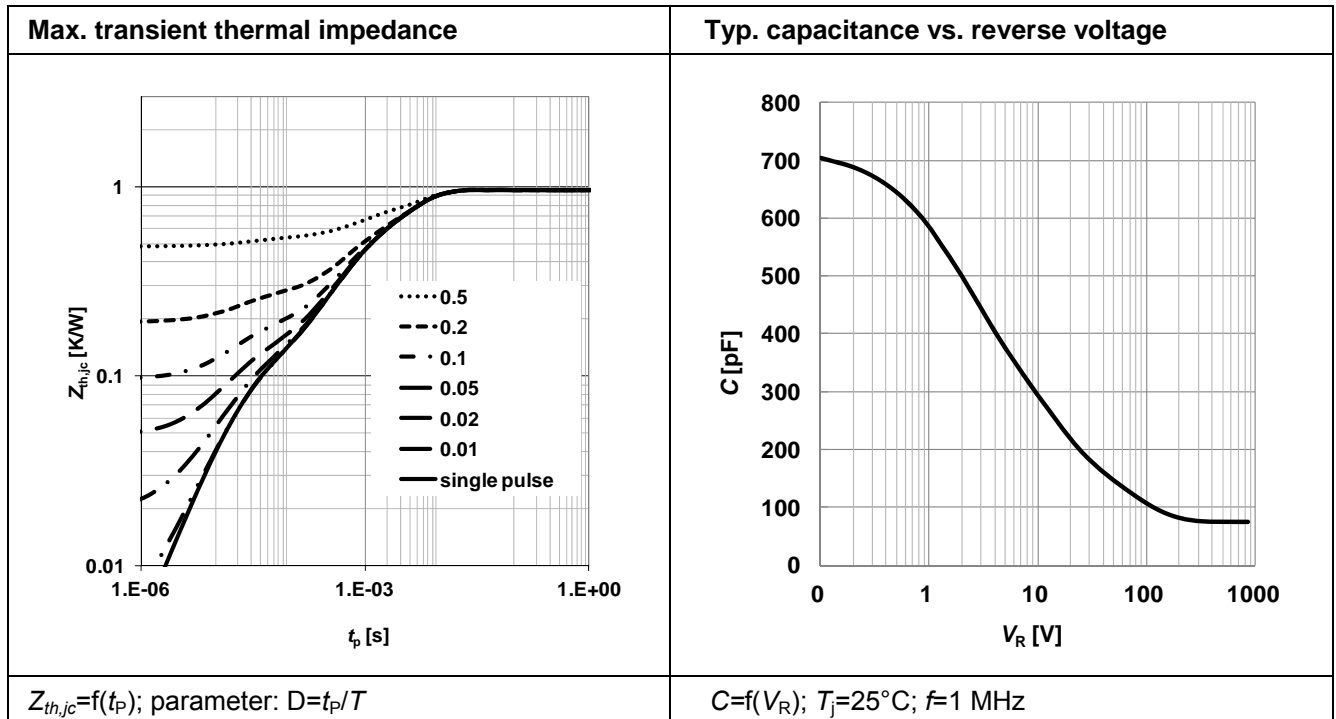 Max. transient thermal impedance
1
0.1
0.01
1.E-06 1.E-03 1.E+00
Zth,jc [K/W]
tp [s]
0.5
0.2
0.1
0.05
0.02
0.01
single pulse
Zth,jc=f(tP); parameter: D=tP/T
Typ. capacitance vs. reverse voltage
800
700
600
500
400
300
200
100
0
0 1 10 100 1000
C [pF]
VR [V]
C=f(VR); Tj=25°C; f=1 MHz